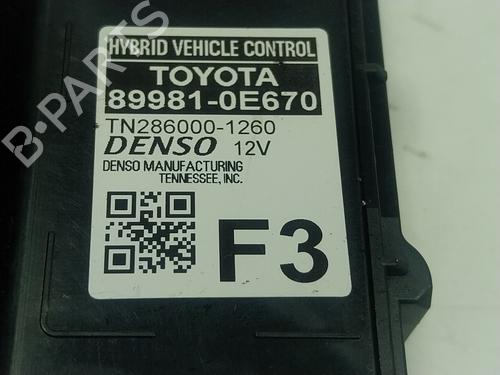 HYBRID VEHICLE CONTROL
TOYOTA
89981-0E670
TN286000-1260
DENSO 12V
DENSO MANUFACTURING
TENNESSEE, INC.
F3
B-PARTS